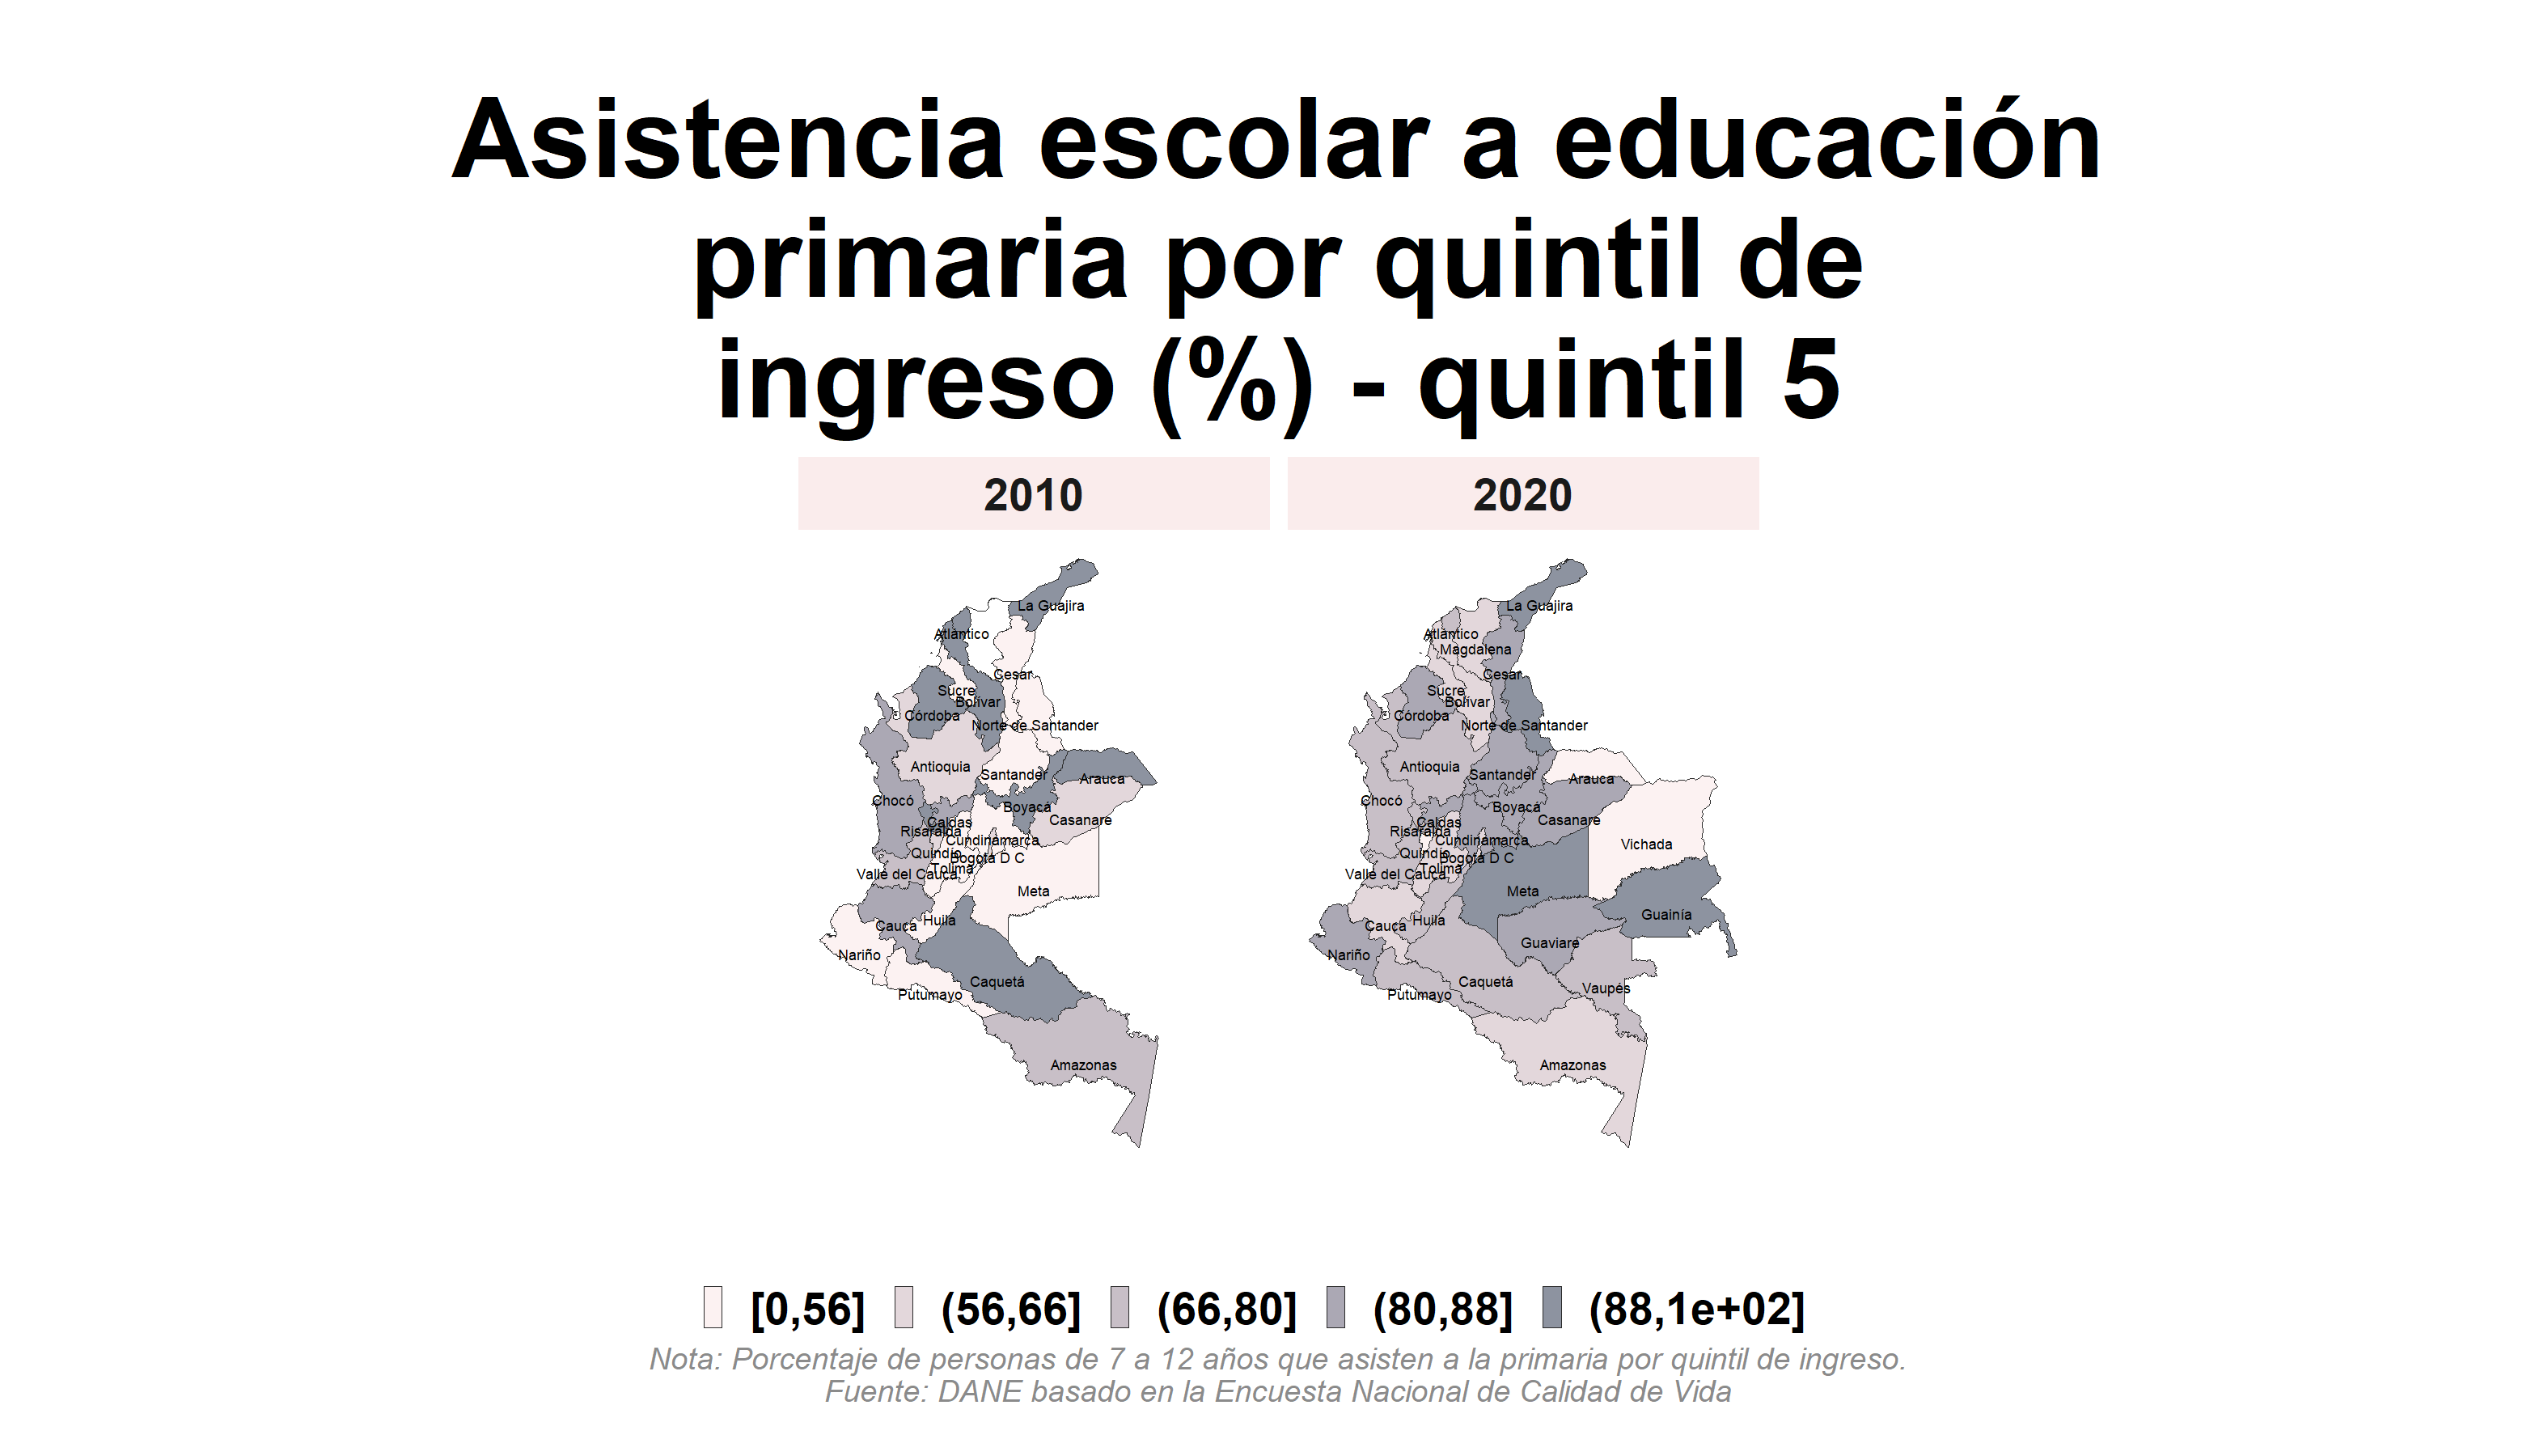 Asistencia escolar a educación
primaria por quintil de
ingreso (%) - quintil 5
2010
2020
La Guajira
Atlántico
Cesar
Sucre
Bolívar
Córdoba
Norte de Santander
Antioquia
Santander
Arauca
Chocó
Boyacá
Casanare
Caldas
Risaralda
Cundinamarca
Quindío
Bogotá D C
Tolima
Valle del Cauca
Meta
Huila
Cauca
Nariño
Caquetá
Putumayo
Amazonas
La Guajira
Atlántico
Magdalena
Cesar
Sucre
Bolívar
Córdoba
Norte de Santander
Antioquia
Santander
Arauca
Chocó
Boyacá
Casanare
Caldas
Risaralda
Cundinamarca
Vichada
Quindío
Bogotá D C
Tolima
Valle del Cauca
Meta
Guainía
Huila
Cauca
Guaviare
Nariño
Caquetá
Vaupés
Putumayo
Amazonas
[0,56] (56,66] (66,80] (80,88] (88,1e+02]
Nota: Porcentaje de personas de 7 a 12 años que asisten a la primaria por quintil de ingreso.
Fuente: DANE basado en la Encuesta Nacional de Calidad de Vida